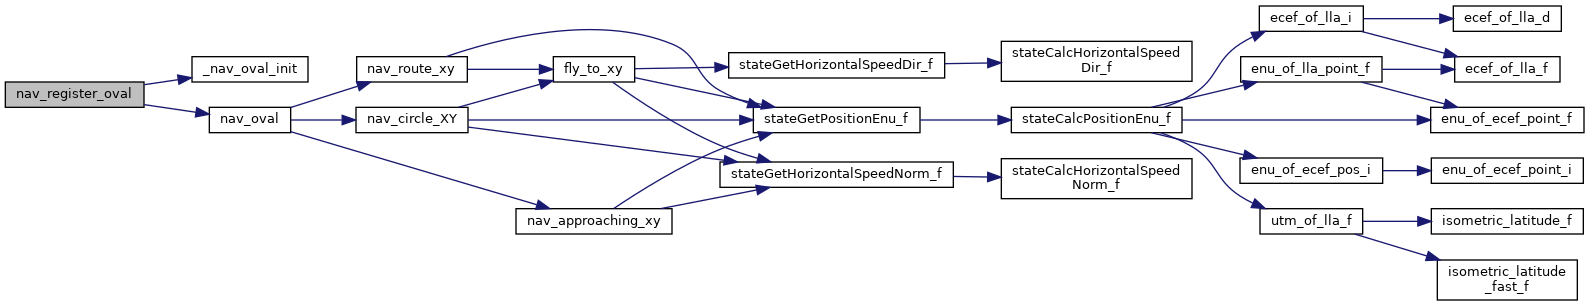 nav_register_oval
_nav_oval_init
nav_oval
nav_route_xy
nav_circle_XY
nav_approaching_xy
fly_to_xy
stateGetHorizontalSpeedDir_f
stateGetPositionEnu_f
stateGetHorizontalSpeedNorm_f
stateCalcHorizontalSpeed
Dir_f
stateCalcPositionEnu_f
stateCalcHorizontalSpeed
Norm_f
ecef_of_lla_i
enu_of_lla_point_f
enu_of_ecef_pos_i
utm_of_lla_f
ecef_of_lla_d
ecef_of_lla_f
enu_of_ecef_point_f
enu_of_ecef_point_i
isometric_latitude_f
isometric_latitude
_fast_f